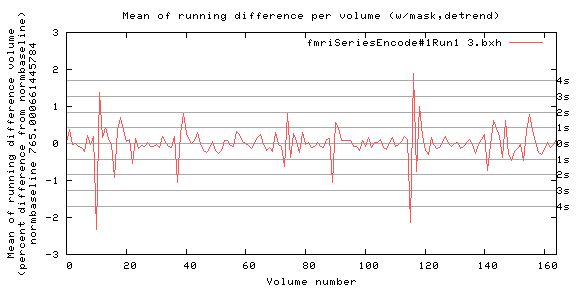 Mean of running difference per volume (w/mask,detrend)
fmriSeriesEncode#1Run1 3.bxh
Mean of running difference volume
(percent difference from normbaseline)
normbaseline 765.000661445784
3
2
1
0
-1
-2
-3
4s
3s
2s
1s
0s
1s
2s
3s
4s
0 20 40 60 80 100 120 140 160
Volume number